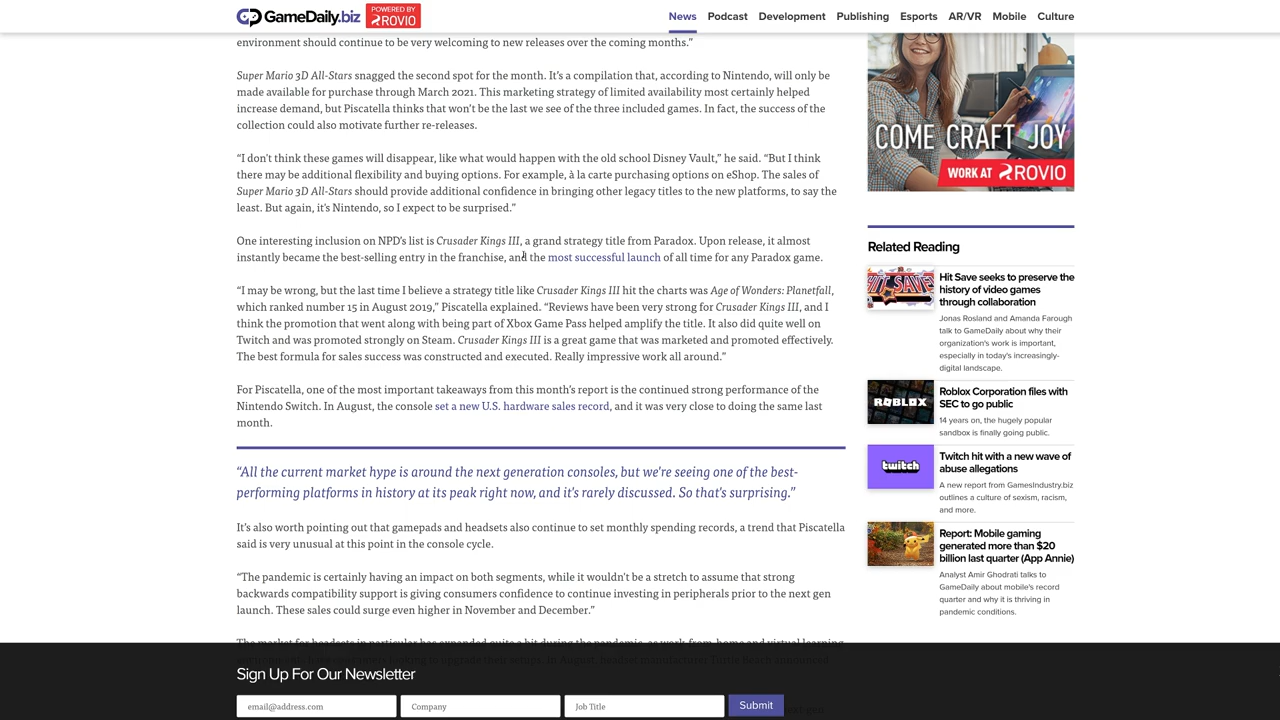 GameDaily.biz
POWERED BY
ROVIO
News Podcast Development Publishing Esports AR/VR Mobile Culture
environment should continue to be very welcoming to new releases over the coming months.”
Super Mario 3D All-Stars snagged the second spot for the month. It's a compilation that, according to Nintendo, will only be
made available for purchase through March 2021. This marketing strategy of limited availability most certainly helped
increase demand, but Piscatella thinks that won't be the last we see of the three included games. In fact, the success of the
collection could also motivate further re-releases.
“I don't think these games will disappear, like what would happen with the old school Disney Vault,” he said. “But I think
there may be additional flexibility and buying options. For example, à la carte purchasing options on eShop. The sales of
Super Mario 3D All-Stars should provide additional confidence in bringing other legacy titles to the new platforms, to say the
least. But again, it's Nintendo, so I expect to be surprised.”
One interesting inclusion on NPD's list is Crusader Kings III, a grand strategy title from Paradox. Upon release, it almost
instantly became the best-selling entry in the franchise, and the most successful launch of all time for any Paradox game.
“I may be wrong, but the last time I believe a strategy title like Crusader Kings III hit the charts was Age of Wonders: Planetfall,
which ranked number 15 in August 2019,” Piscatella explained. “Reviews have been very strong for Crusader Kings III, and I
think the promotion that went along with being part of Xbox Game Pass helped amplify the title. It also did quite well on
Twitch and was promoted strongly on Steam. Crusader Kings III is a great game that was marketed and promoted effectively.
The best formula for sales success was constructed and executed. Really impressive work all around.”
For Piscatella, one of the most important takeaways from this month's report is the continued strong performance of the
Nintendo Switch. In August, the console set a new U.S. hardware sales record, and it was very close to doing the same last
month.
“All the current market hype is around the next generation consoles, but we're seeing one of the best-
performing platforms in history at its peak right now, and it's rarely discussed. So that's surprising.”
It's also worth pointing out that gamepads and headsets also continue to set monthly spending records, a trend that Piscatella
said is very unusual at this point in the console cycle.
“The pandemic is certainly having an impact on both segments, while it wouldn't be a stretch to assume that strong
backwards compatibility support is giving consumers confidence to continue investing in peripherals prior to the next gen
launch. These sales could surge even higher in November and December.”
The market for headsets in particular has expanded quite a bit during the pandemic, as work-from-home and virtual learning
COME CRAFT JOY
WORK AT ROVIO
Related Reading
HIT SAVE
Hit Save seeks to preserve the
history of video games
through collaboration
Jonas Rosland and Amanda Farough
talk to GameDaily about why their
organization's work is important,
especially in today's increasingly-
digital landscape.
ROBLOX
Roblox Corporation files with
SEC to go public
14 years on, the hugely popular
sandbox is finally going public.
twitch
Twitch hit with a new wave of
abuse allegations
A new report from GamesIndustry.biz
outlines a culture of sexism, racism,
and more.
Report: Mobile gaming
generated more than $20
billion last quarter (App Annie)
Analyst Amir Ghodrati talks to
GameDaily about mobile's record
quarter and why it is thriving in
pandemic conditions.
Sign Up For Our Newsletter
email@address.com Company Job Title Submit